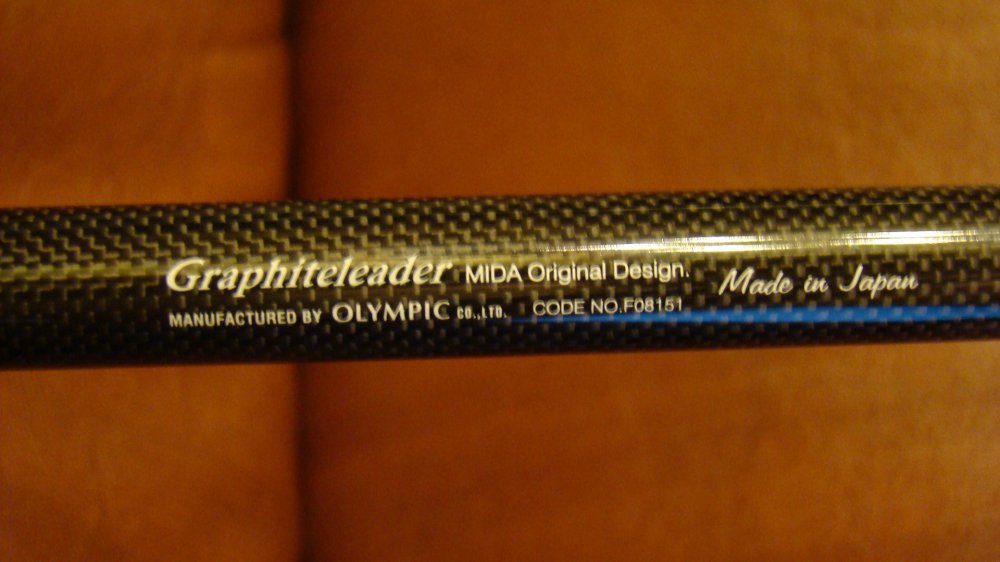 Graphiteleader MIDA Original Design. Made in Japan
MANUFACTURED BY OLYMPIC CO.,LTD. CODE NO.F08151